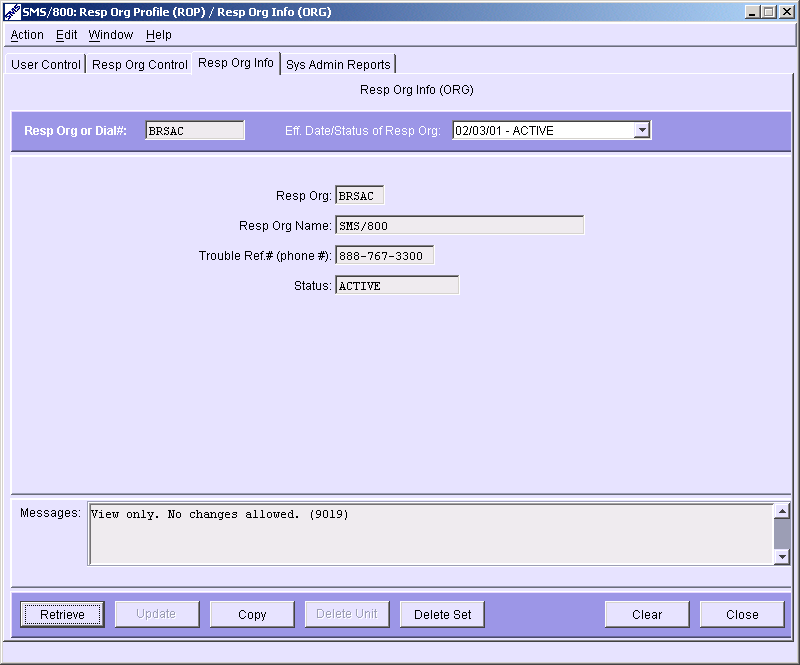 SMS/800: Resp Org Profile (ROP) / Resp Org Info (ORG)
Action Edit Window Help
User Control Resp Org Control Resp Org Info Sys Admin Reports
Resp Org Info (ORG)
Resp Org or Dial#: BRSAC Eff. Date/Status of Resp Org: 02/03/01 - ACTIVE
Resp Org: BRSAC
Resp Org Name: SMS/800
Trouble Ref.# (phone #): 888-767-3300
Status: ACTIVE
Messages: View only. No changes allowed. (9019)
Retrieve Update Copy Delete Unit Delete Set Clear Close